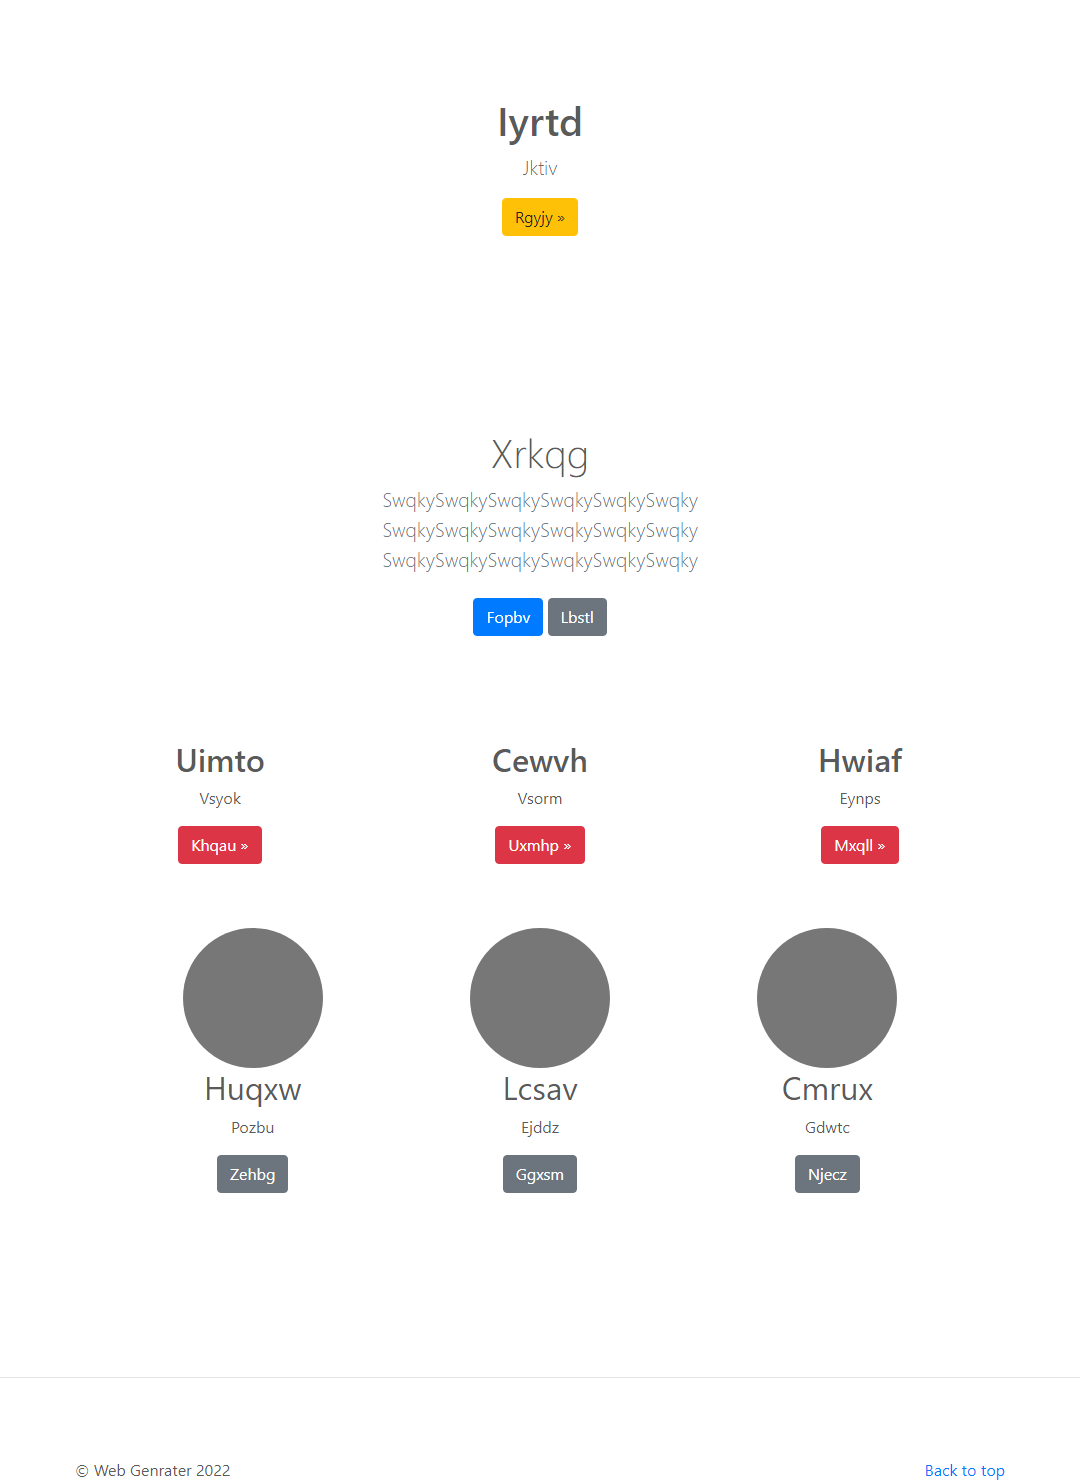 Iyrtd
Jktiv
Rgyjy »
Xrkqg
SwqkySwqkySwqkySwqkySwqkySwqky
SwqkySwqkySwqkySwqkySwqkySwqky
SwqkySwqkySwqkySwqkySwqkySwqky
Fopbv Lbstl
Uimto Cewvh Hwiaf
Vsyok Vsorm Eynps
Khqau » Uxmhp » Mxqll »
Huqxw Lcsav Cmrux
Pozbu Ejddz Gdwtc
Zehbg Ggxsm Njecz
© Web Genrater 2022 Back to top